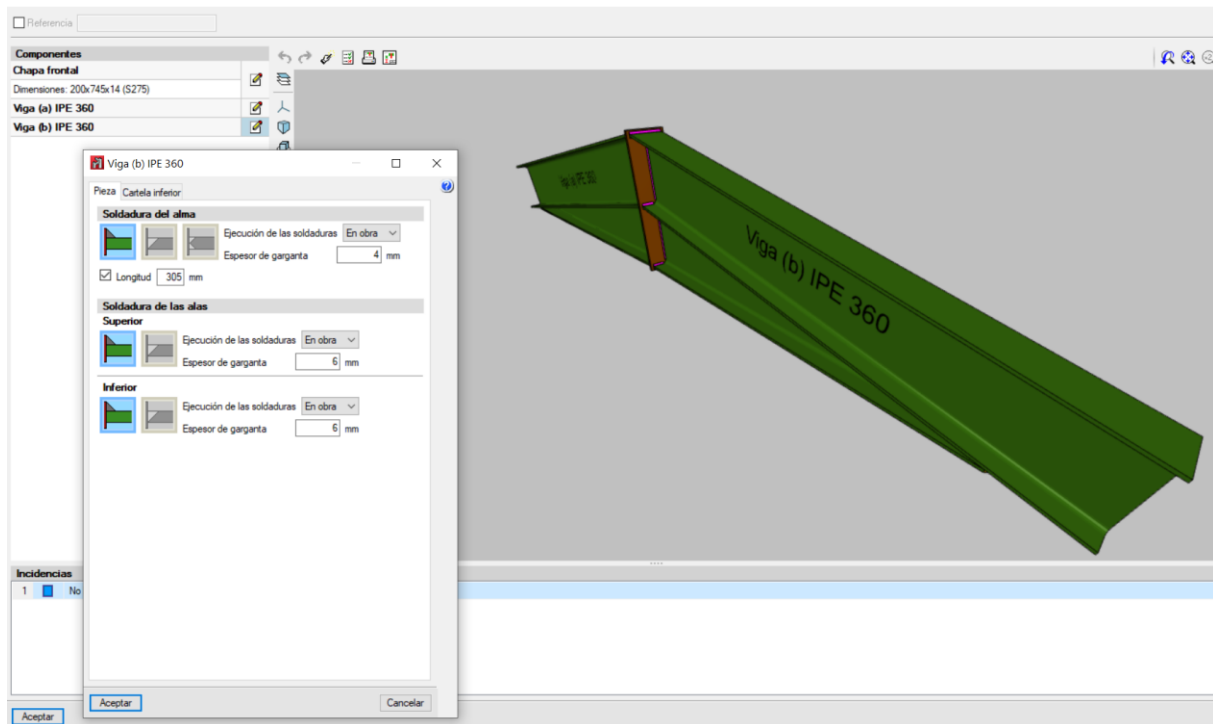 Referencia
Componentes
Chapa frontal
Dimensiones: 200x745x14 (S275)
Viga (a) IPE 360
Viga (b) IPE 360
Viga (b) IPE 360
Pieza Cartela inferior
Soldadura del alma
Ejecución de las soldaduras En obra
Espesor de garganta 4 mm
Longitud 305 mm
Soldadura de las alas
Superior
Ejecución de las soldaduras En obra
Espesor de garganta 6 mm
Inferior
Ejecución de las soldaduras En obra
Espesor de garganta 6 mm
Aceptar Cancelar
Viga (a) IPE 360
Viga (b) IPE 360
Incidencias
1 No
Aceptar